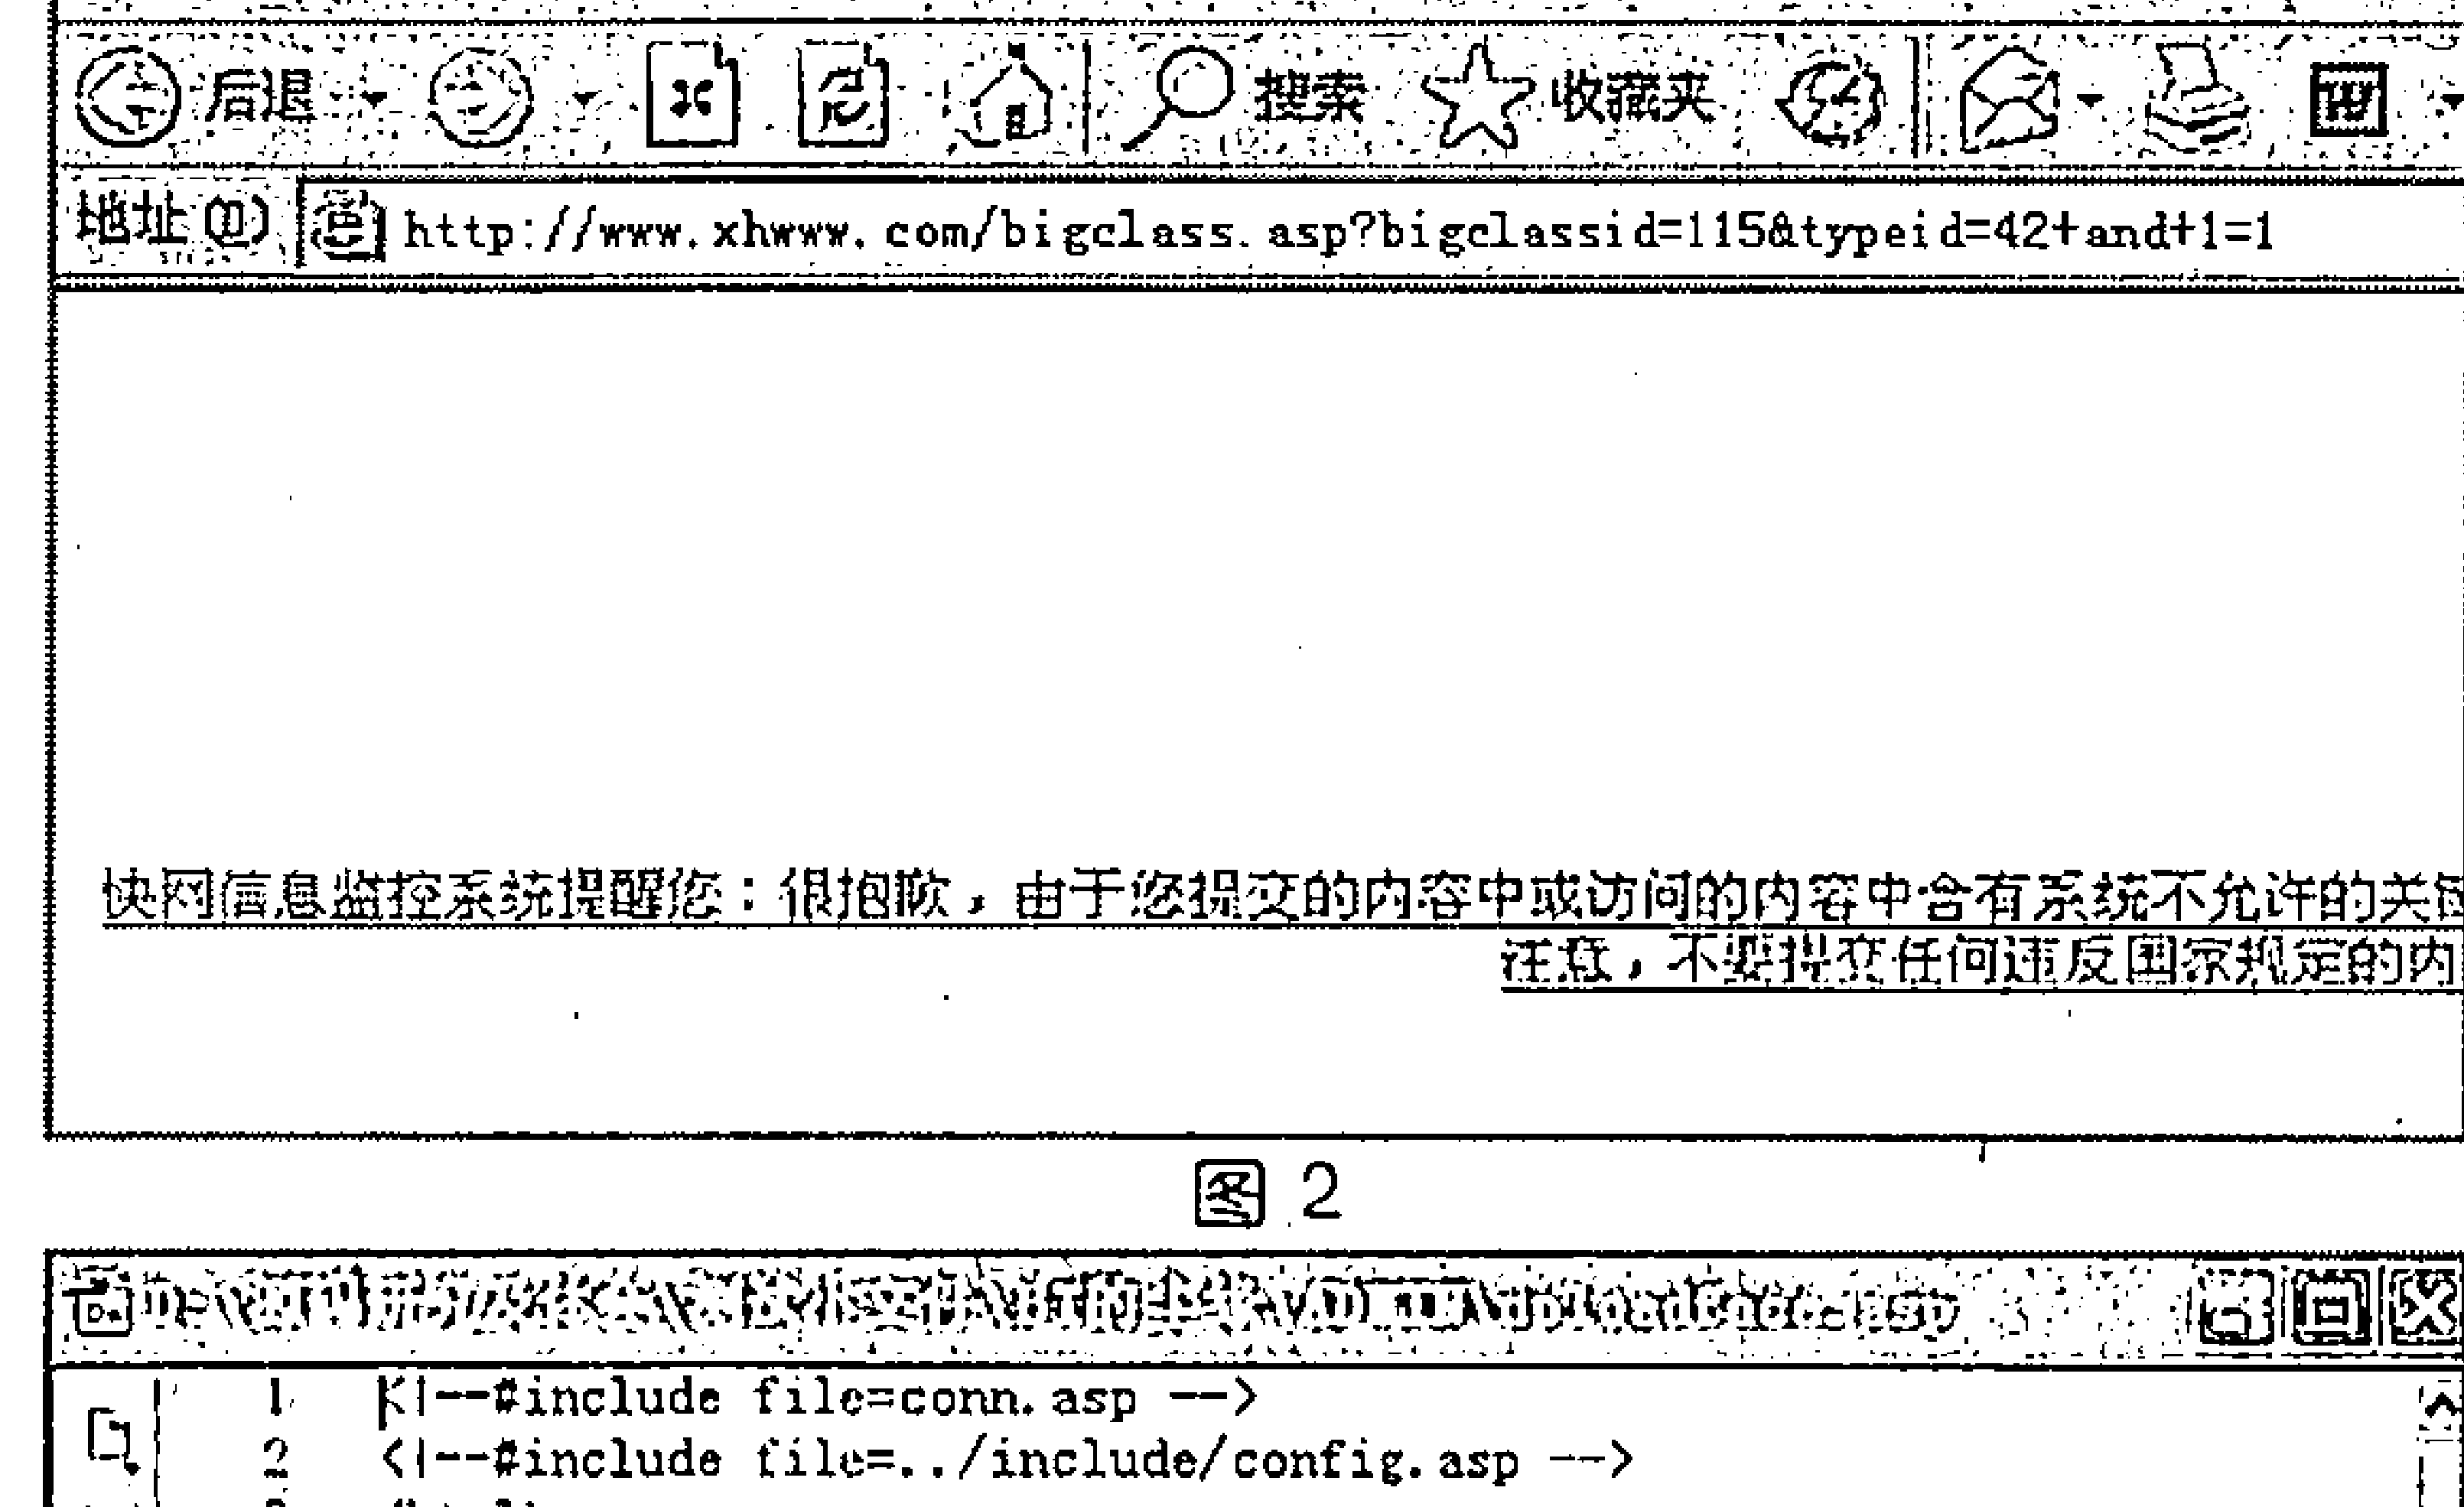 后退 搜索 收藏夹
地址(D) http://www.xhwww.com/bigclass.asp?bigclassid=115&typeid=42+and+1=1
快网信息监控系统提醒您：很抱歉，由于您提交的内容中或访问的内容中含有系统不允许的关
注意，不要提交任何违反国家规定的内
图 2
1 <!--#include file=conn.asp -->
2 <!--#include file=../include/config.asp -->